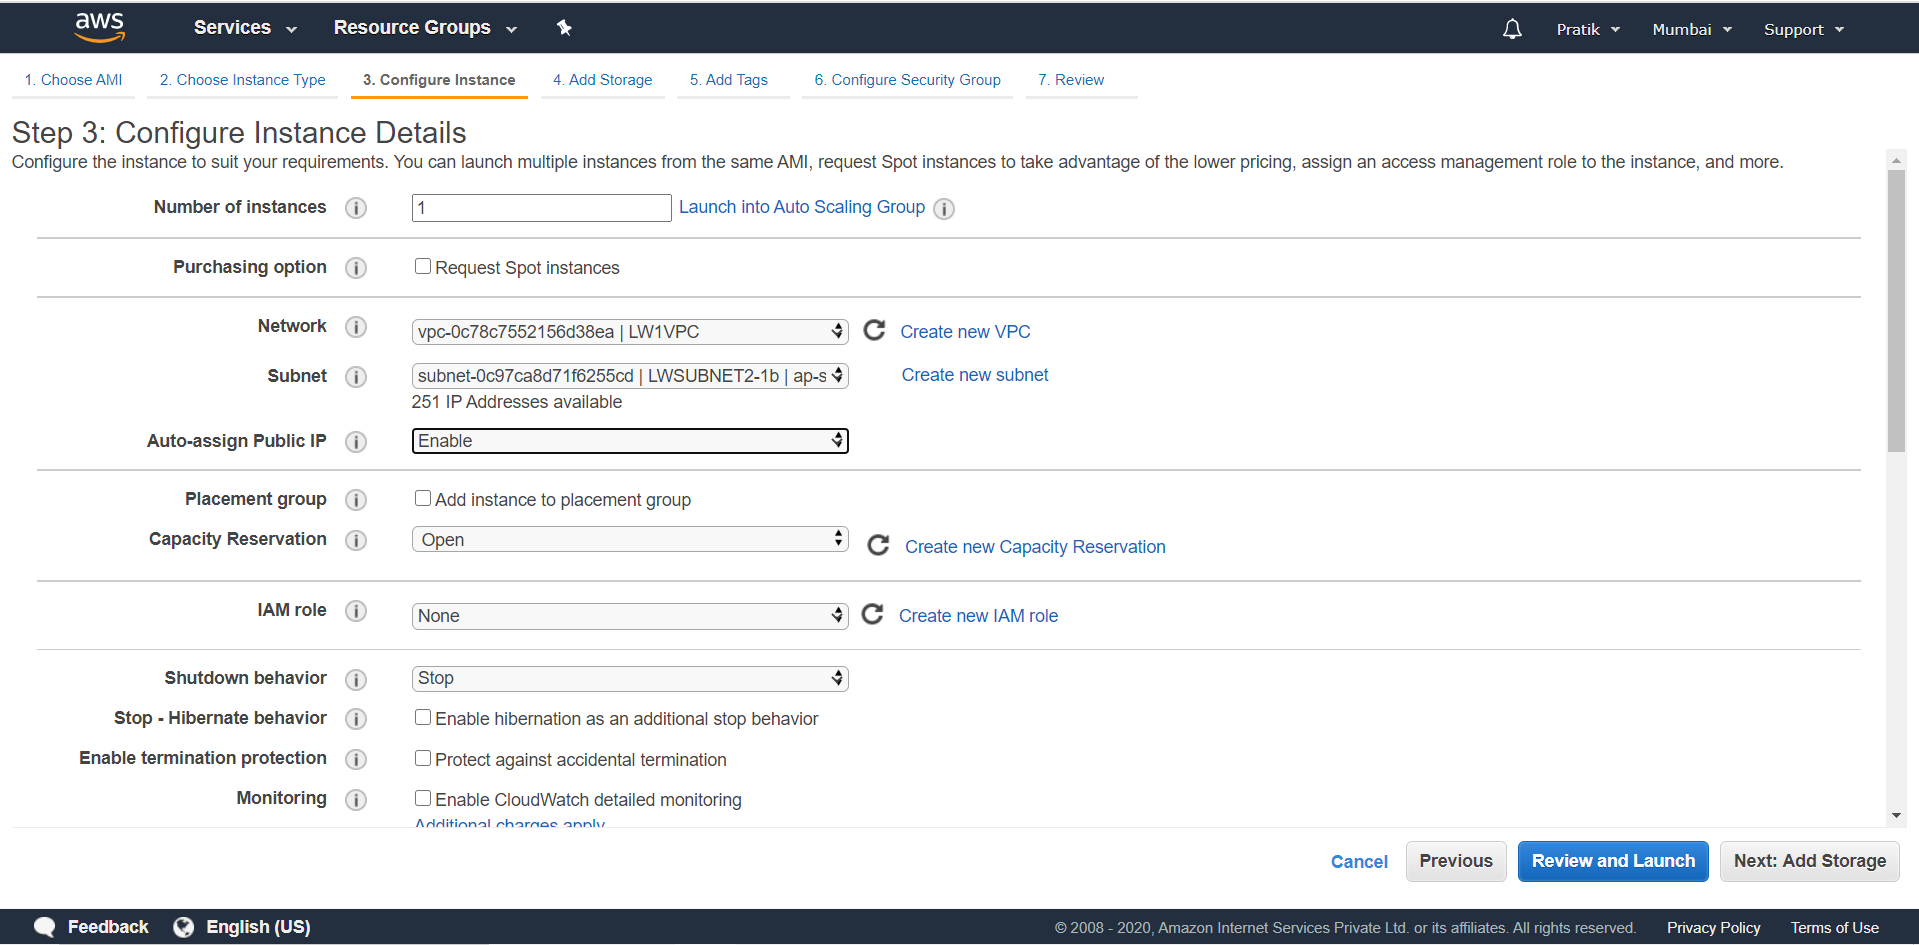 aws Services Resource Groups Pratik Mumbai Support
1. Choose AMI 2. Choose Instance Type 3. Configure Instance 4. Add Storage 5. Add Tags 6. Configure Security Group 7. Review
Step 3: Configure Instance Details
Configure the instance to suit your requirements. You can launch multiple instances from the same AMI, request Spot instances to take advantage of the lower pricing, assign an access management role to the instance, and more.
Number of instances i 1 Launch into Auto Scaling Group i
Purchasing option i Request Spot instances
Network i vpc-0c78c7552156d38ea | LW1VPC Create new VPC
Subnet i subnet-0c97ca8d71f6255cd | LWSUBNET2-1b | ap-s Create new subnet
251 IP Addresses available
Auto-assign Public IP i Enable
Placement group i Add instance to placement group
Capacity Reservation i Open Create new Capacity Reservation
IAM role i None Create new IAM role
Shutdown behavior i Stop
Stop - Hibernate behavior i Enable hibernation as an additional stop behavior
Enable termination protection i Protect against accidental termination
Monitoring i Enable CloudWatch detailed monitoring
Additional charges apply
Cancel Previous Review and Launch Next: Add Storage
Feedback English (US) © 2008 - 2020, Amazon Internet Services Private Ltd. or its affiliates. All rights reserved. Privacy Policy Terms of Use